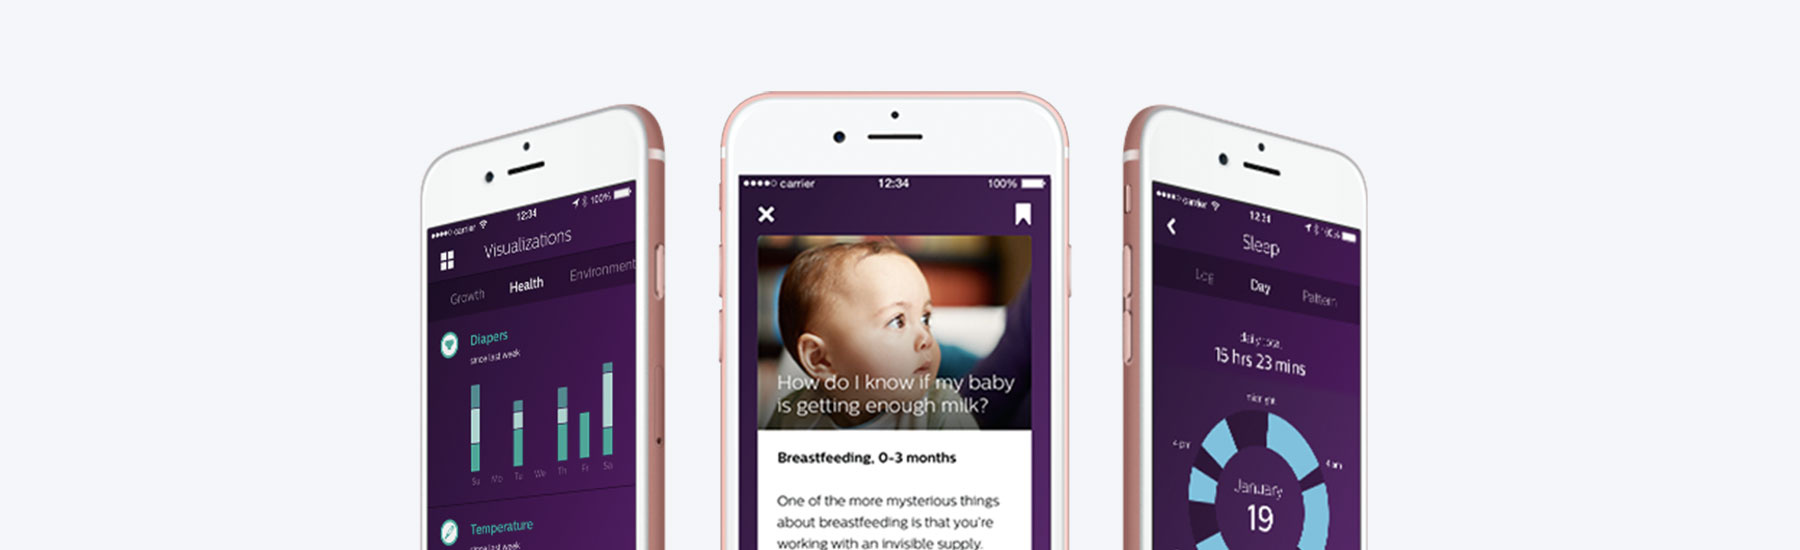 carrier 12:34 100%
Visualizations
Growth Health Environment
Diapers
since last week
Su Mo Tu We Th Fr Sa
Temperature
since last week
carrier 12:34 100%
How do I know if my baby
is getting enough milk?
Breastfeeding, 0-3 months
One of the more mysterious things
about breastfeeding is that you're
working with an invisible supply.
carrier 12:34 100%
Sleep
Log Day Pattern
daily total
15 hrs 23 mins
midnight
4 pm
4 am
January
19